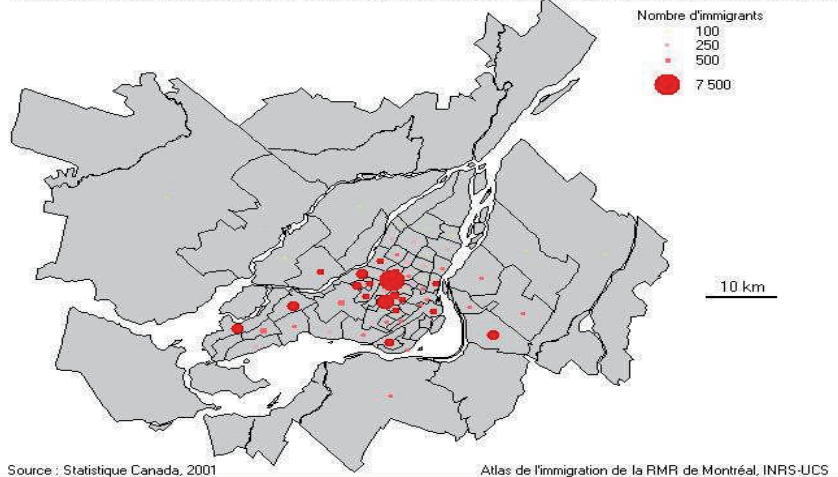 Nombre d'immigrants
100
250
500
7 500
10 km
Source : Statistique Canada, 2001
Atlas de l'immigration de la RMR de Montréal, INRS-UCS